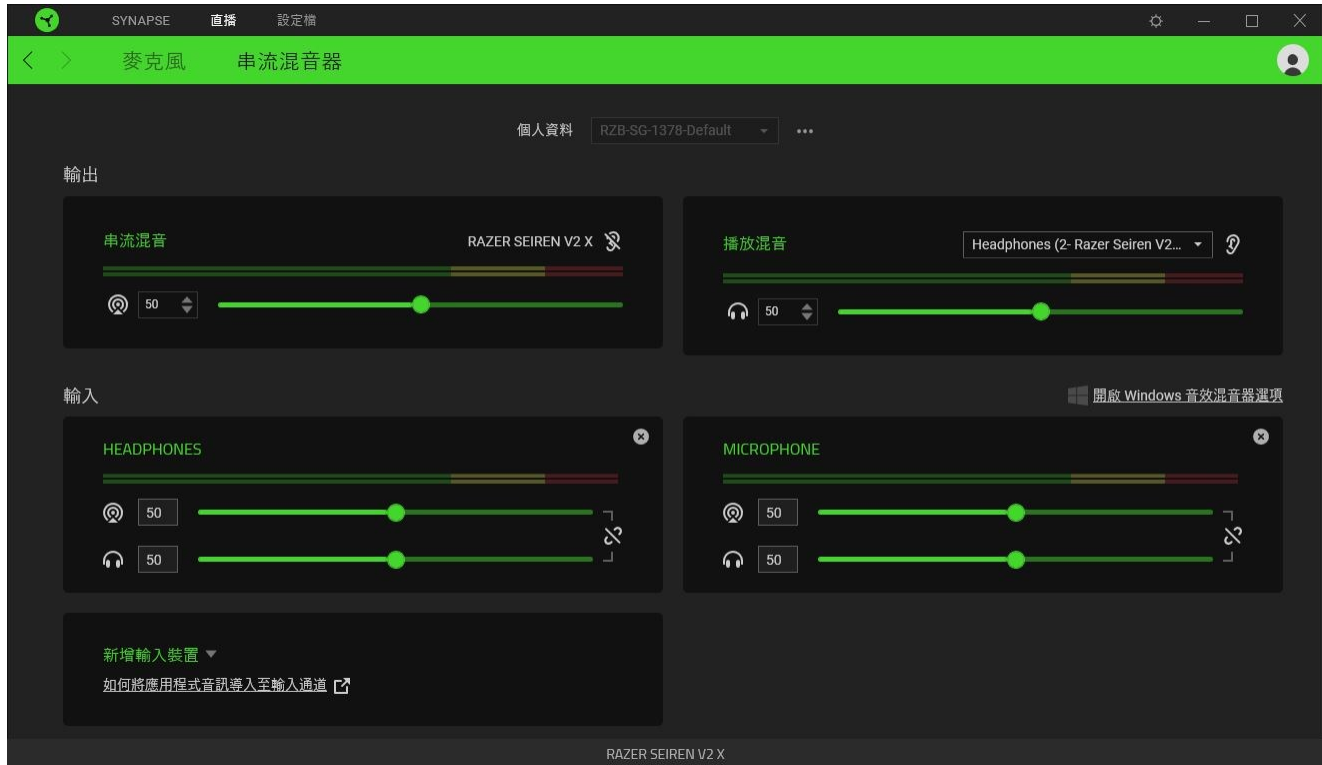 SYNAPSE 直播 設定檔
麥克風 串流混音器
個人資料 RZB-SG-1378-Default
輸出
串流混音 RAZER SEIREN V2 X
50
播放混音 Headphones (2- Razer Seiren V2...
50
輸入 開啟 Windows 音效混音器選項
HEADPHONES
50
50
MICROPHONE
50
50
新增輸入裝置
如何將應用程式音訊導入至輸入通道
RAZER SEIREN V2 X